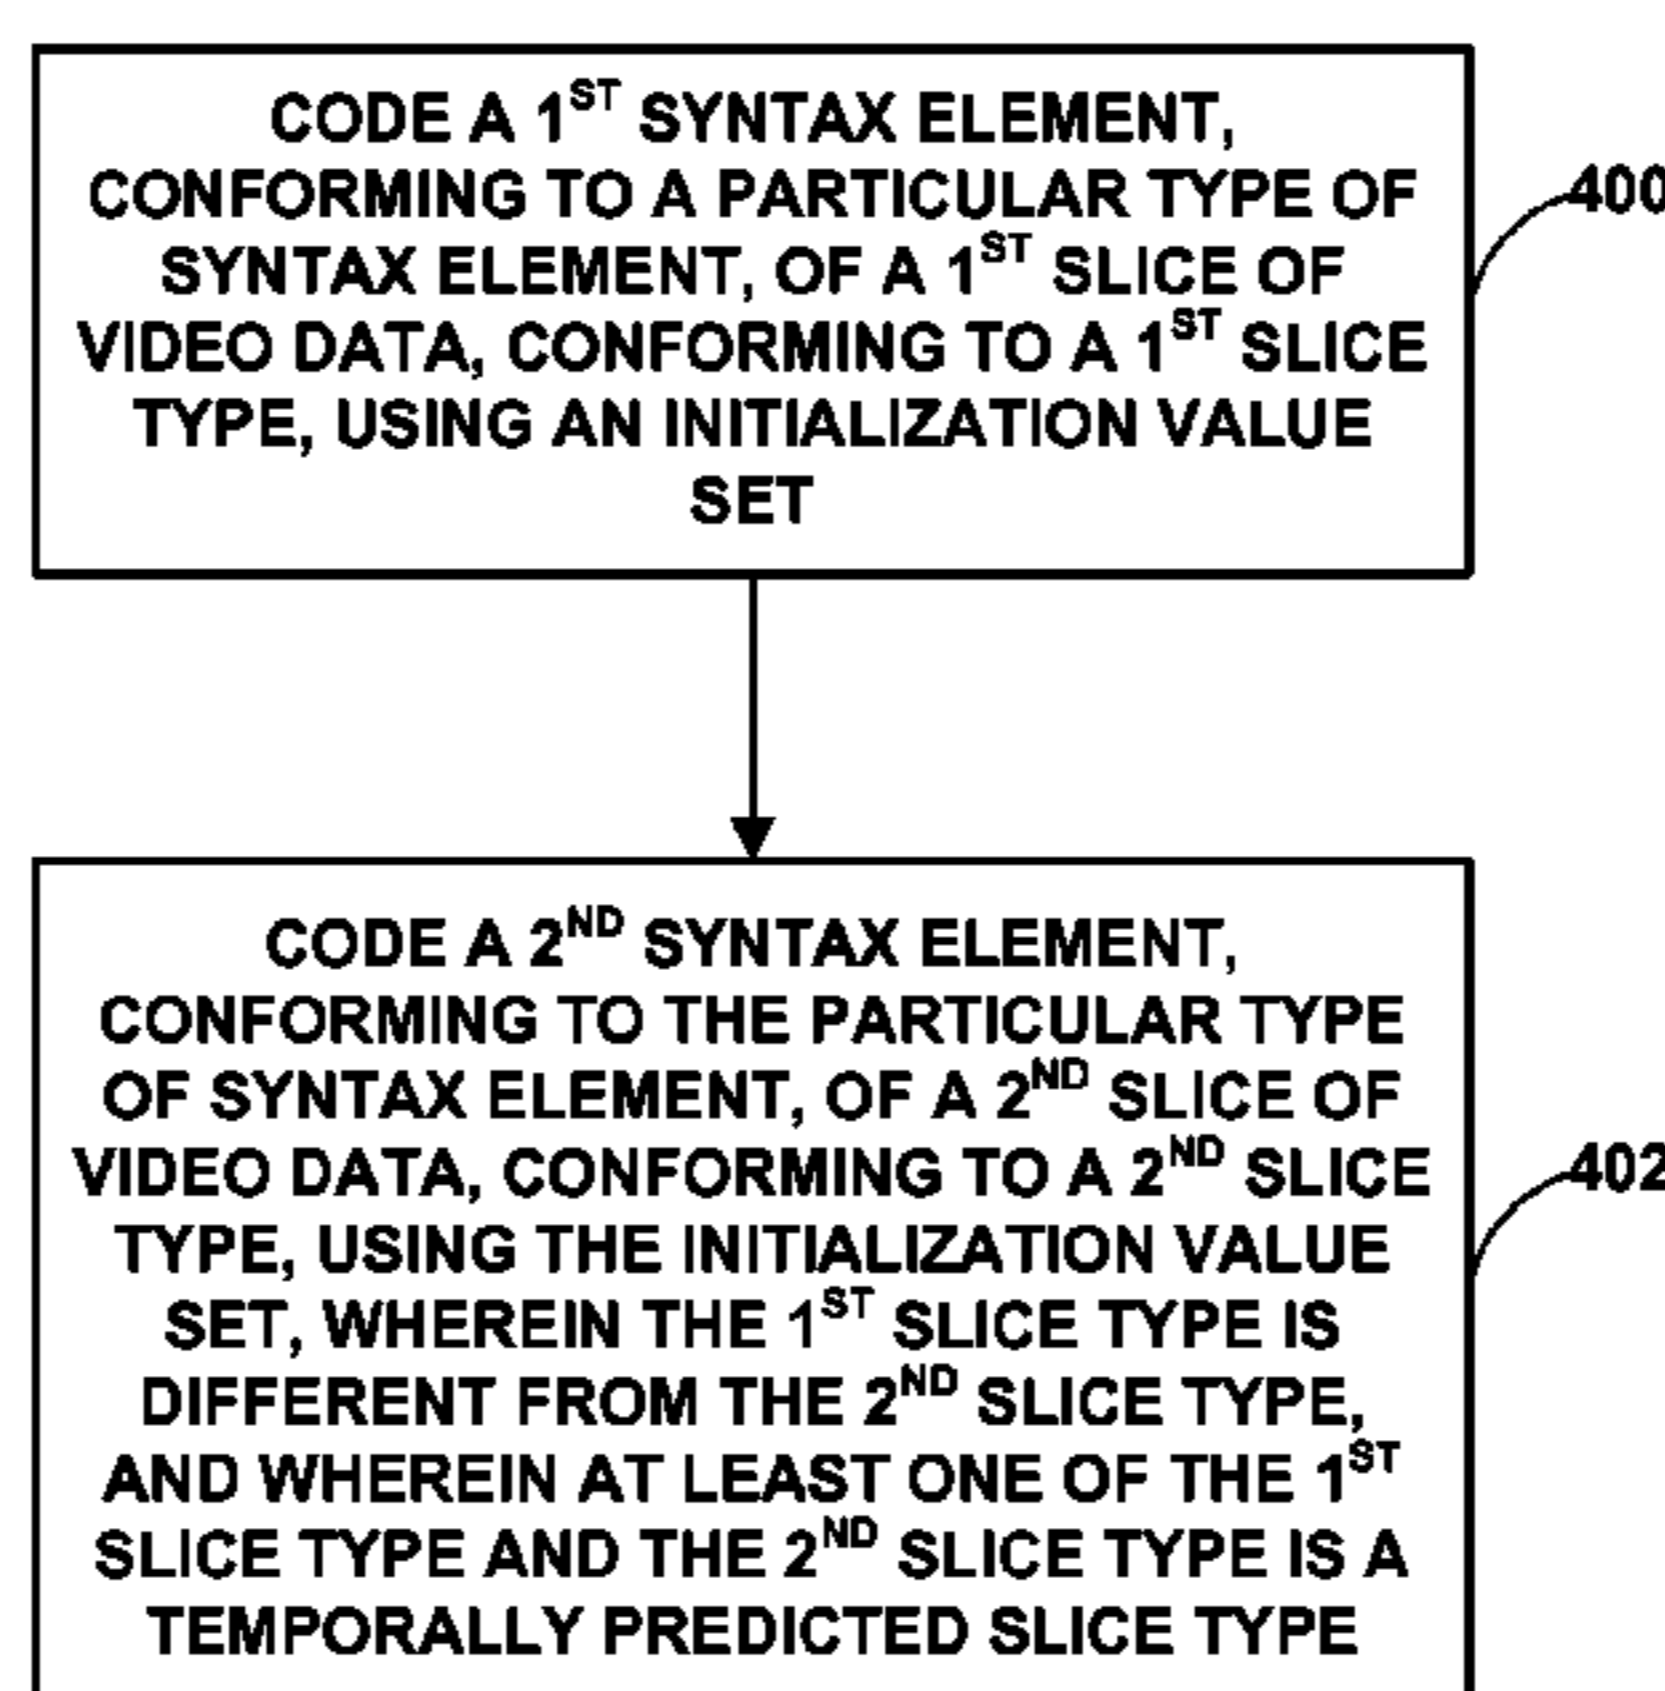 CODE A 1ST SYNTAX ELEMENT,
CONFORMING TO A PARTICULAR TYPE OF
SYNTAX ELEMENT, OF A 1ST SLICE OF
VIDEO DATA, CONFORMING TO A 1ST SLICE
TYPE, USING AN INITIALIZATION VALUE
SET
400
CODE A 2ND SYNTAX ELEMENT,
CONFORMING TO THE PARTICULAR TYPE
OF SYNTAX ELEMENT, OF A 2ND SLICE OF
VIDEO DATA, CONFORMING TO A 2ND SLICE
TYPE, USING THE INITIALIZATION VALUE
SET, WHEREIN THE 1ST SLICE TYPE IS
DIFFERENT FROM THE 2ND SLICE TYPE,
AND WHEREIN AT LEAST ONE OF THE 1ST
SLICE TYPE AND THE 2ND SLICE TYPE IS A
TEMPORALLY PREDICTED SLICE TYPE
402